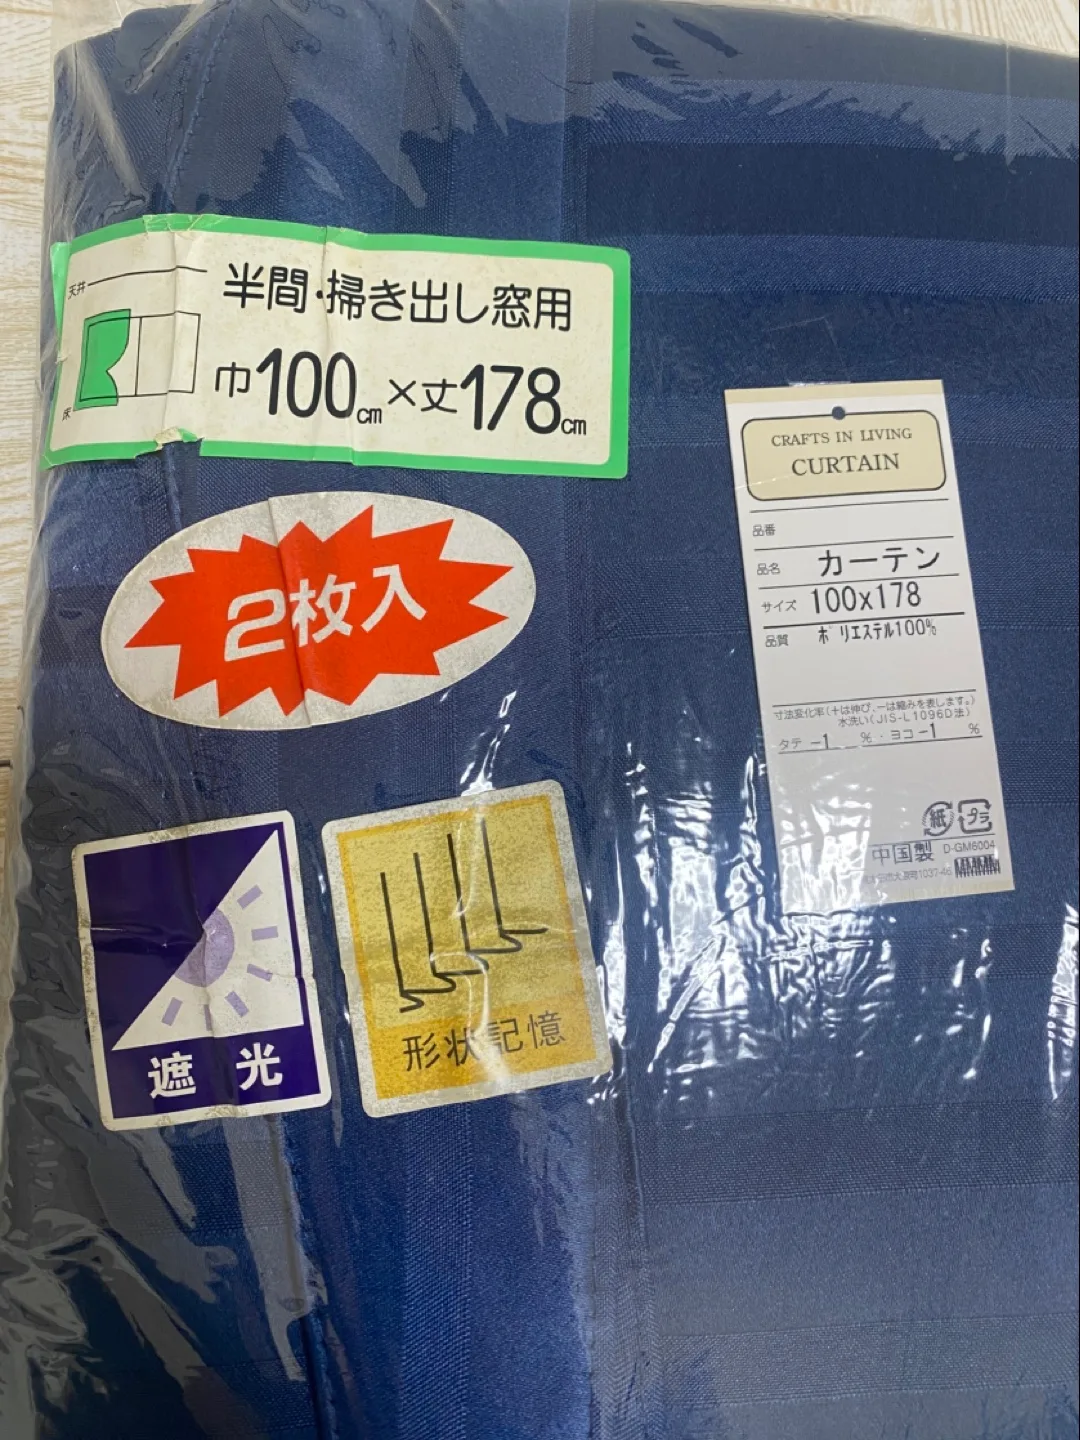 天井
床
半間・掃き出し窓用
巾100cm×丈178cm
2枚入
遮光
形状記憶
CRAFTS IN LIVING
CURTAIN
品番
品名 カーテン
サイズ 100x178
品質 ポリエステル100%
寸法変化率(+は伸び、-は縮みを表します。)
水洗い(JIS-L1096D法)
タテ -1 %・ヨコ -1 %
紙 プラ
中国製 D-GM6004
1037-46